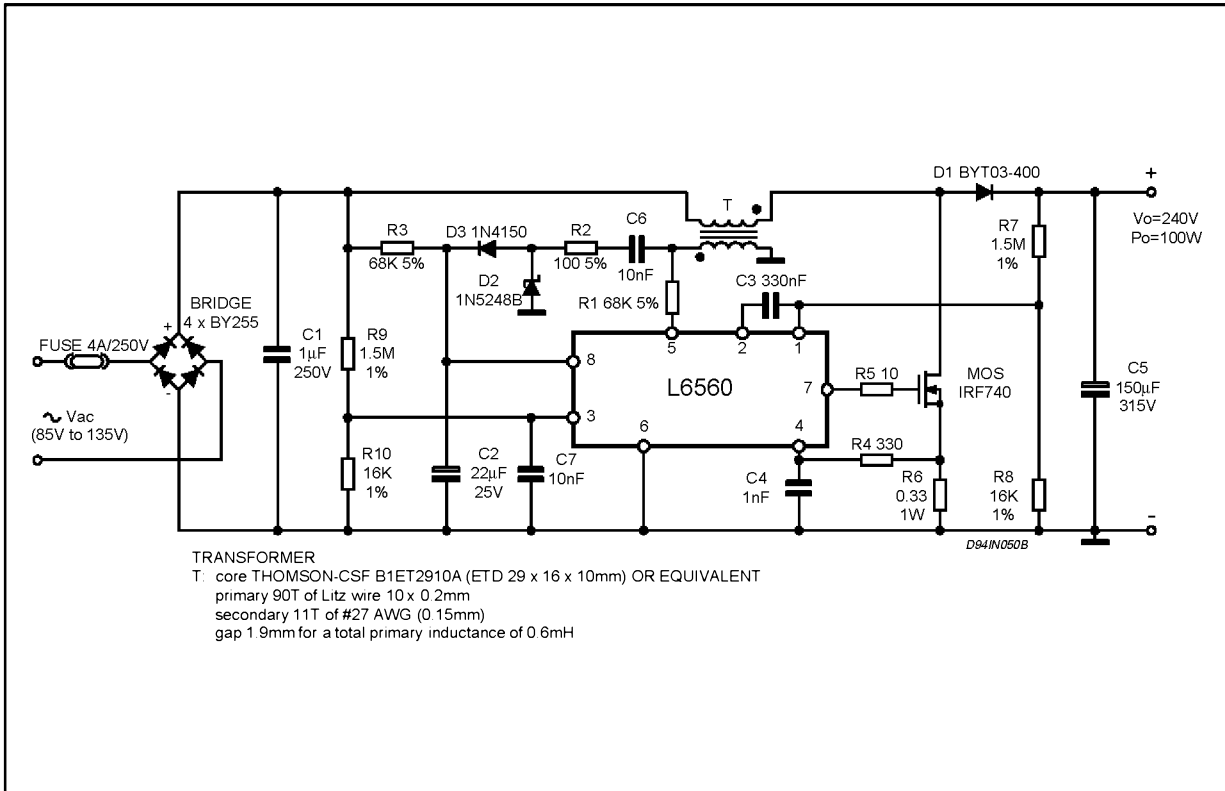 D1 BYT03-400
+
Vo=240V
Po=100W
T
C6
10nF
R3
68K 5%
D3 1N4150
R2
100 5%
D2
1N5248B
R7
1.5M
1%
C3 330nF
R1 68K 5%
BRIDGE
4 x BY255
+
-
FUSE 4A/250V
C1
1µF
250V
R9
1.5M
1%
5
2
1
8
L6560
7
3
6
4
R5 10
MOS
IRF740
C5
150µF
315V
Vac
(85V to 135V)
R4 330
R10
16K
1%
C2
22µF
25V
C7
10nF
C4
1nF
R6
0.33
1W
R8
16K
1%
-
D94IN050B
TRANSFORMER
T: core THOMSON-CSF B1ET2910A (ETD 29 x 16 x 10mm) OR EQUIVALENT
primary 90T of Litz wire 10 x 0.2mm
secondary 11T of #27 AWG (0.15mm)
gap 1.9mm for a total primary inductance of 0.6mH